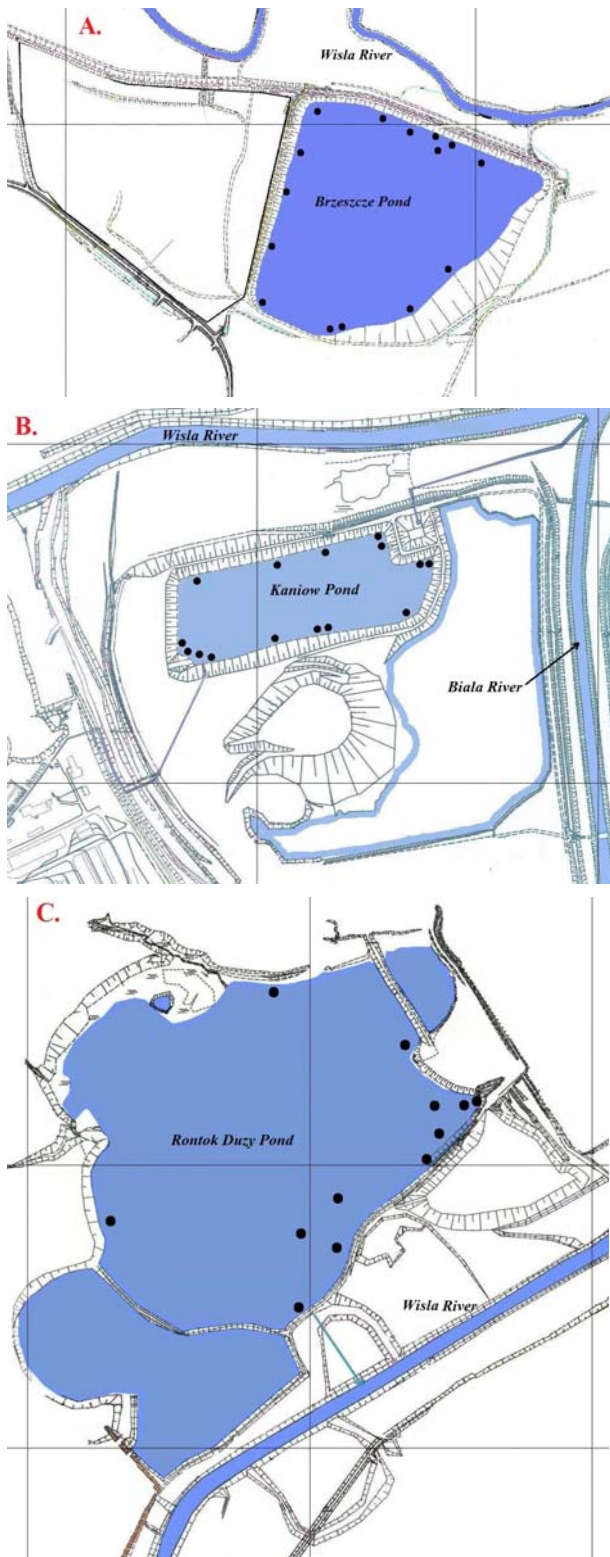 A.
Wisla River
Brzeszcze Pond
B.
Wisla River
Kaniow Pond
Biala River
C.
Rontok Duzy Pond
Wisla River